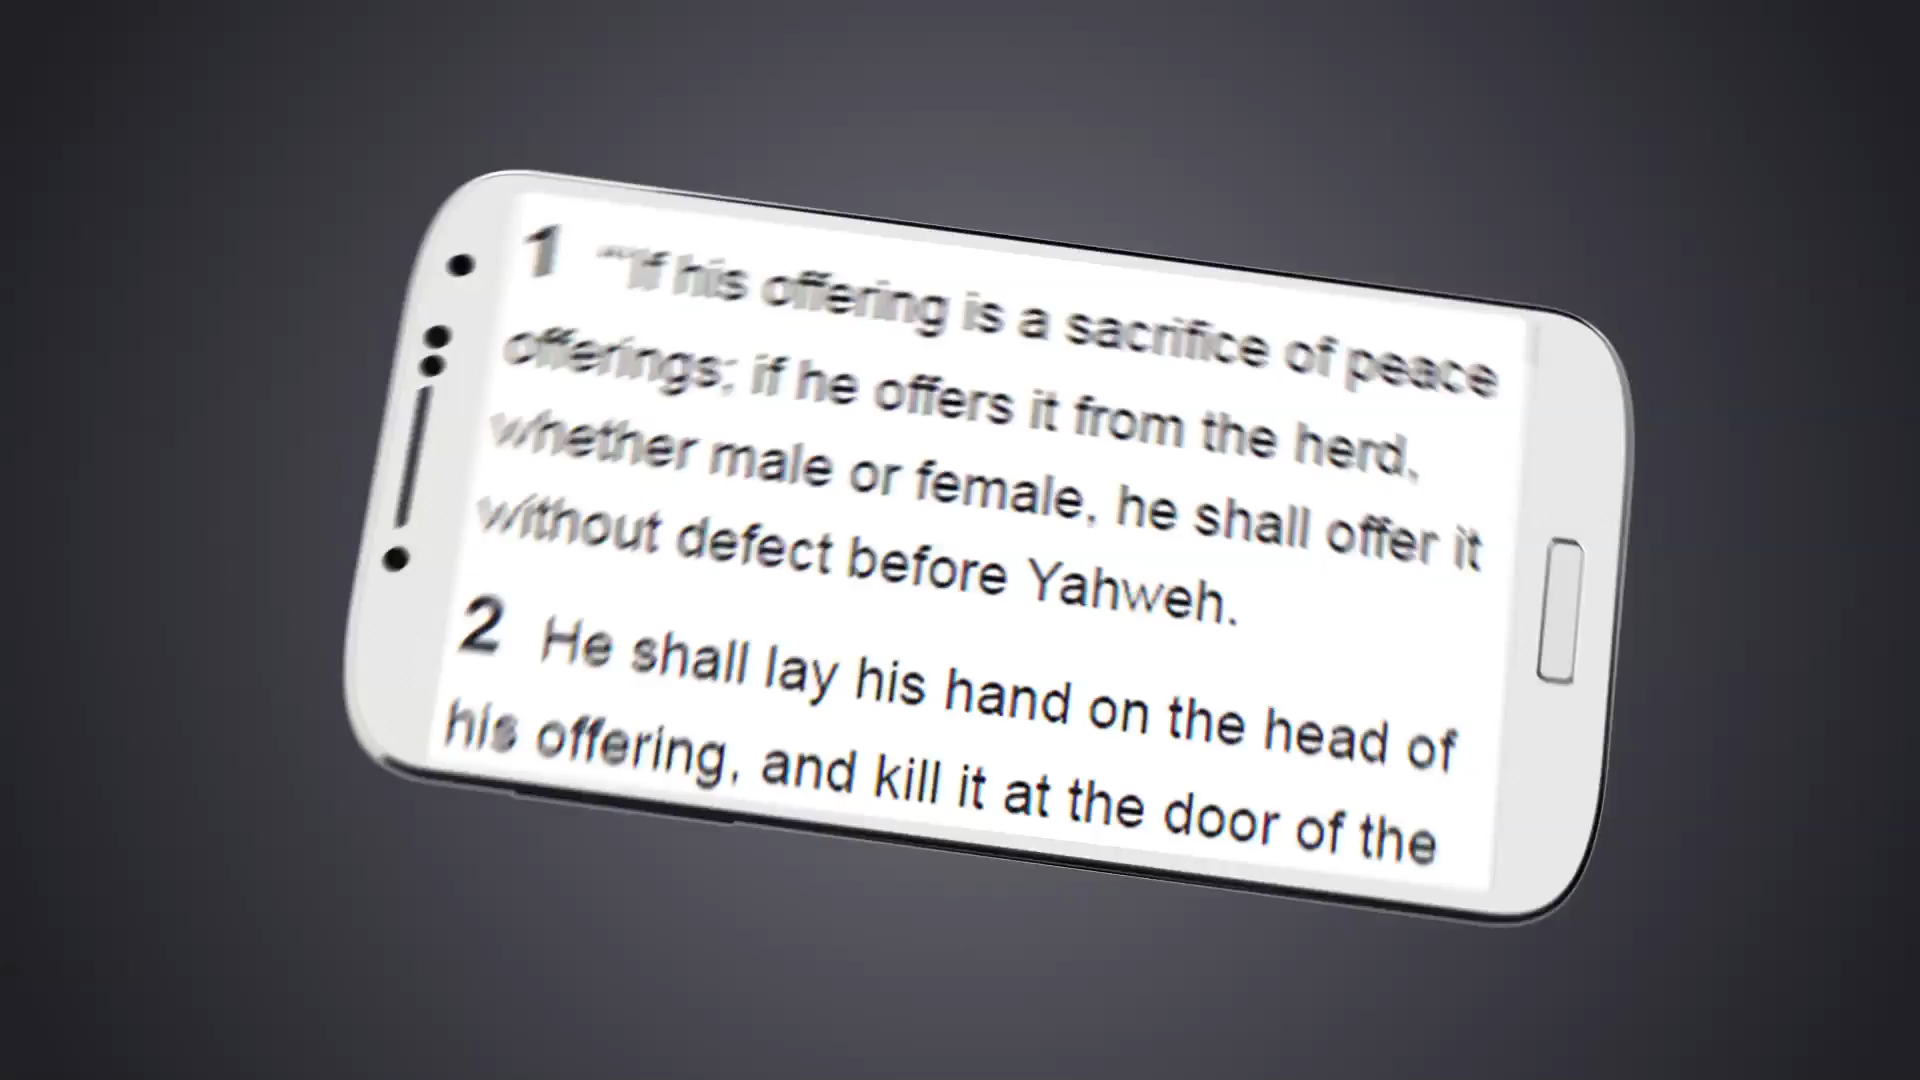 1 "'If his offering is a sacrifice of peace
offerings; if he offers it from the herd,
whether male or female, he shall offer it
without defect before Yahweh.
2 He shall lay his hand on the head of
his offering, and kill it at the door of the